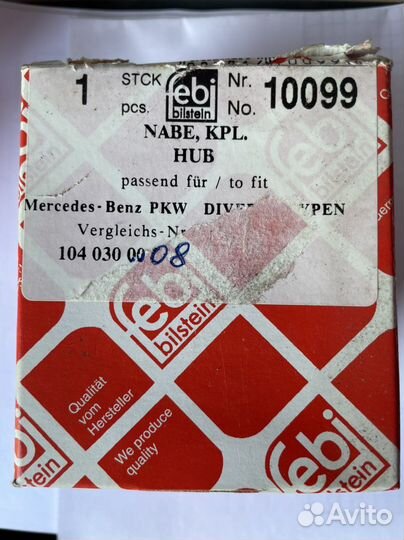 1 STCK pcs. febi bilstein Nr. No. 10099
NABE, KPL.
HUB
passend für / to fit
Mercedes-Benz PKW
Vergleichs-Nr
104 030 00 08
febi
bilstein
Qualität
vom
Hersteller
We produce
quality
febi
bilstein
Avito